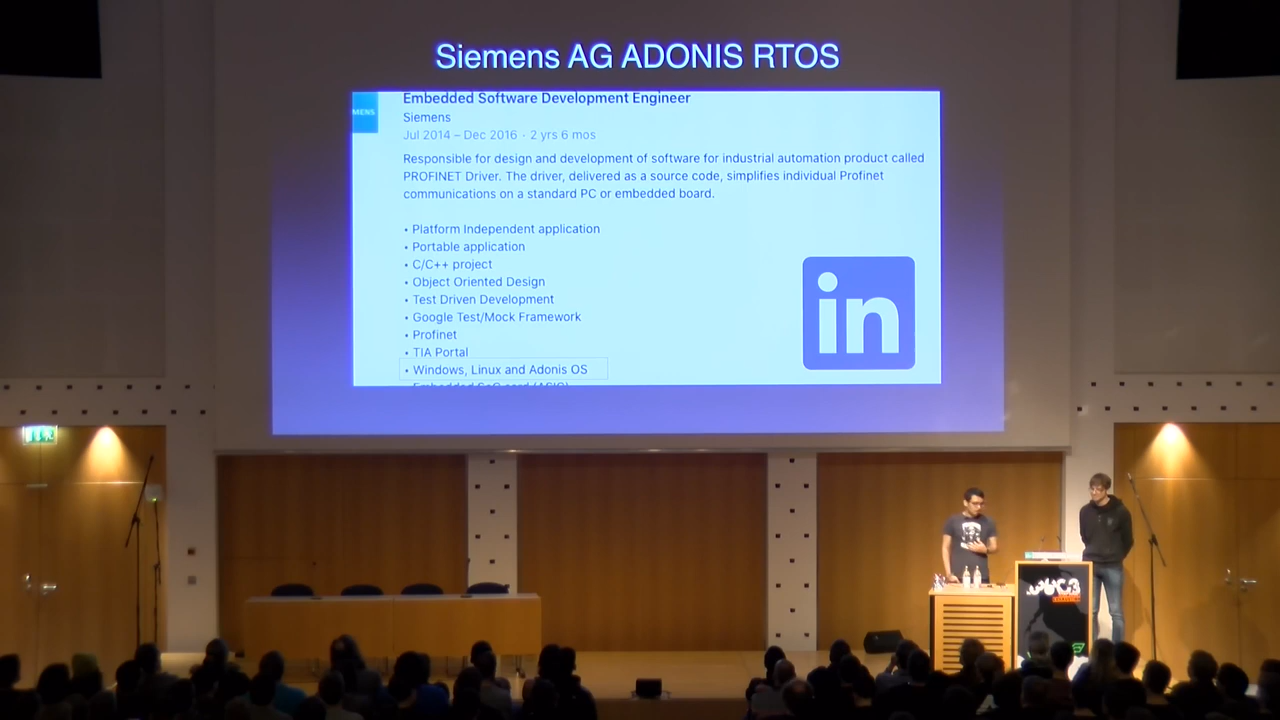 Siemens AG ADONIS RTOS
MENS
Embedded Software Development Engineer
Siemens
Jul 2014 – Dec 2016 · 2 yrs 6 mos
Responsible for design and development of software for industrial automation product called
PROFINET Driver. The driver, delivered as a source code, simplifies individual Profinet
communications on a standard PC or embedded board.
• Platform Independent application
• Portable application
• C/C++ project
• Object Oriented Design
• Test Driven Development
• Google Test/Mock Framework
• Profinet
• TIA Portal
• Windows, Linux and Adonis OS
in